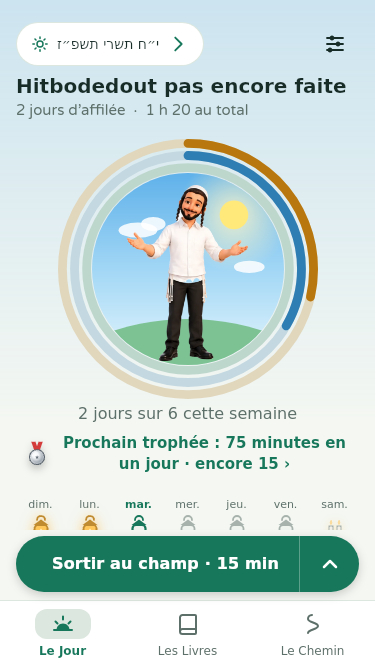 י״ח תשרי תשפ״ז
Hitbodedout pas encore faite
2 jours d’affilée · 1 h 20 au total
2 jours sur 6 cette semaine
Prochain trophée : 75 minutes en
un jour · encore 15 ›
dim. lun. mar. mer. jeu. ven. sam.
Sortir au champ · 15 min
Le Jour Les Livres Le Chemin